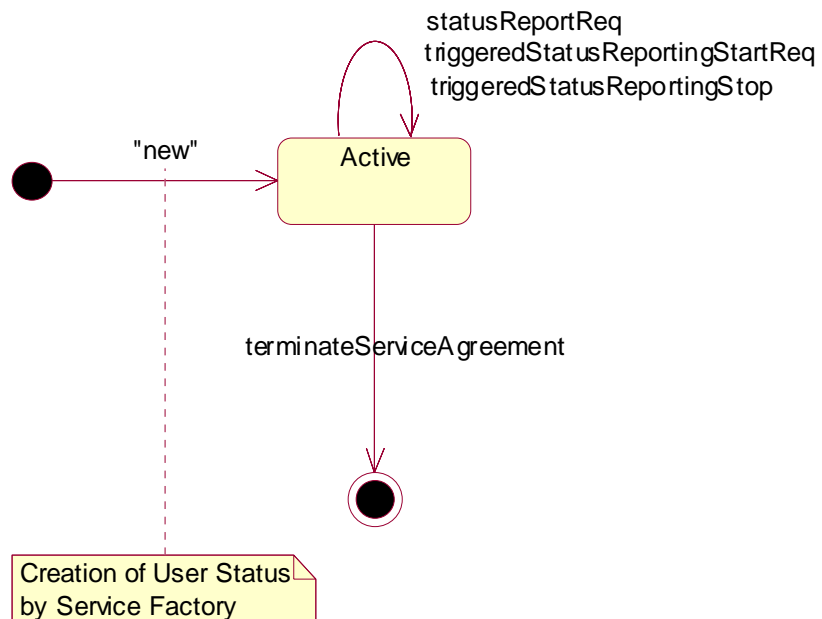 statusReportReq
triggeredStatusReportingStartReq
triggeredStatusReportingStop
"new"
Active
terminateServiceAgreement
Creation of User Status
by Service Factory